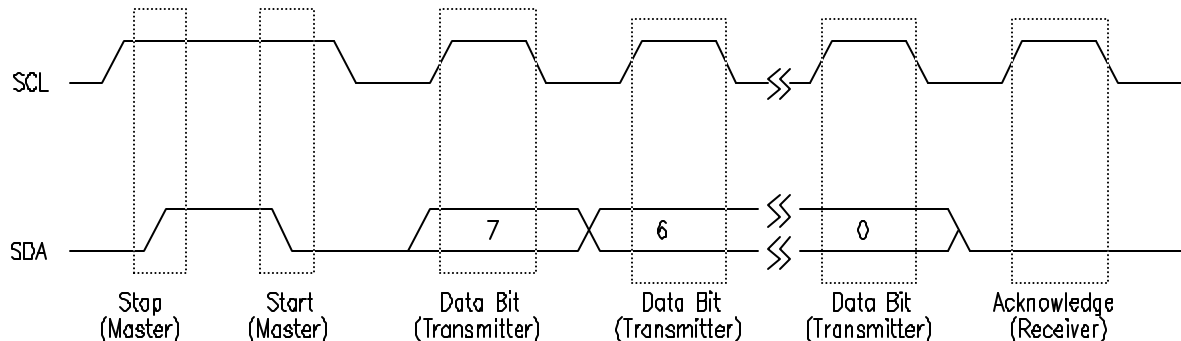 SCL
SDA
7
6
0
Stop
(Master)
Start
(Master)
Data Bit
(Transmitter)
Data Bit
(Transmitter)
Data Bit
(Transmitter)
Acknowledge
(Receiver)